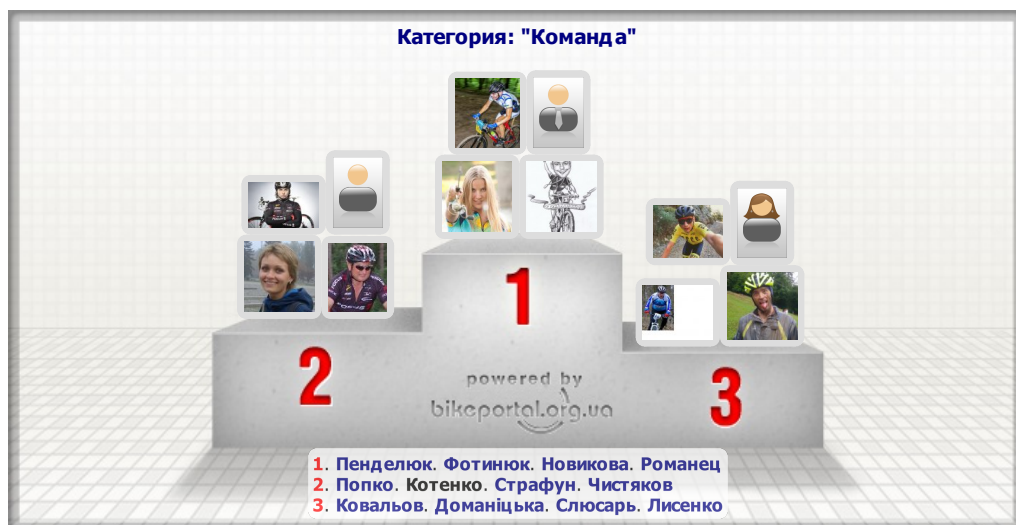 Категория: "Команда"
1
2
3
powered by
bikeportal.org.ua
1. Пенделюк. Фотинюк. Новикова. Романец
2. Попко. Котенко. Страфун. Чистяков
3. Ковальов. Доманіцька. Слюсарь. Лисенко